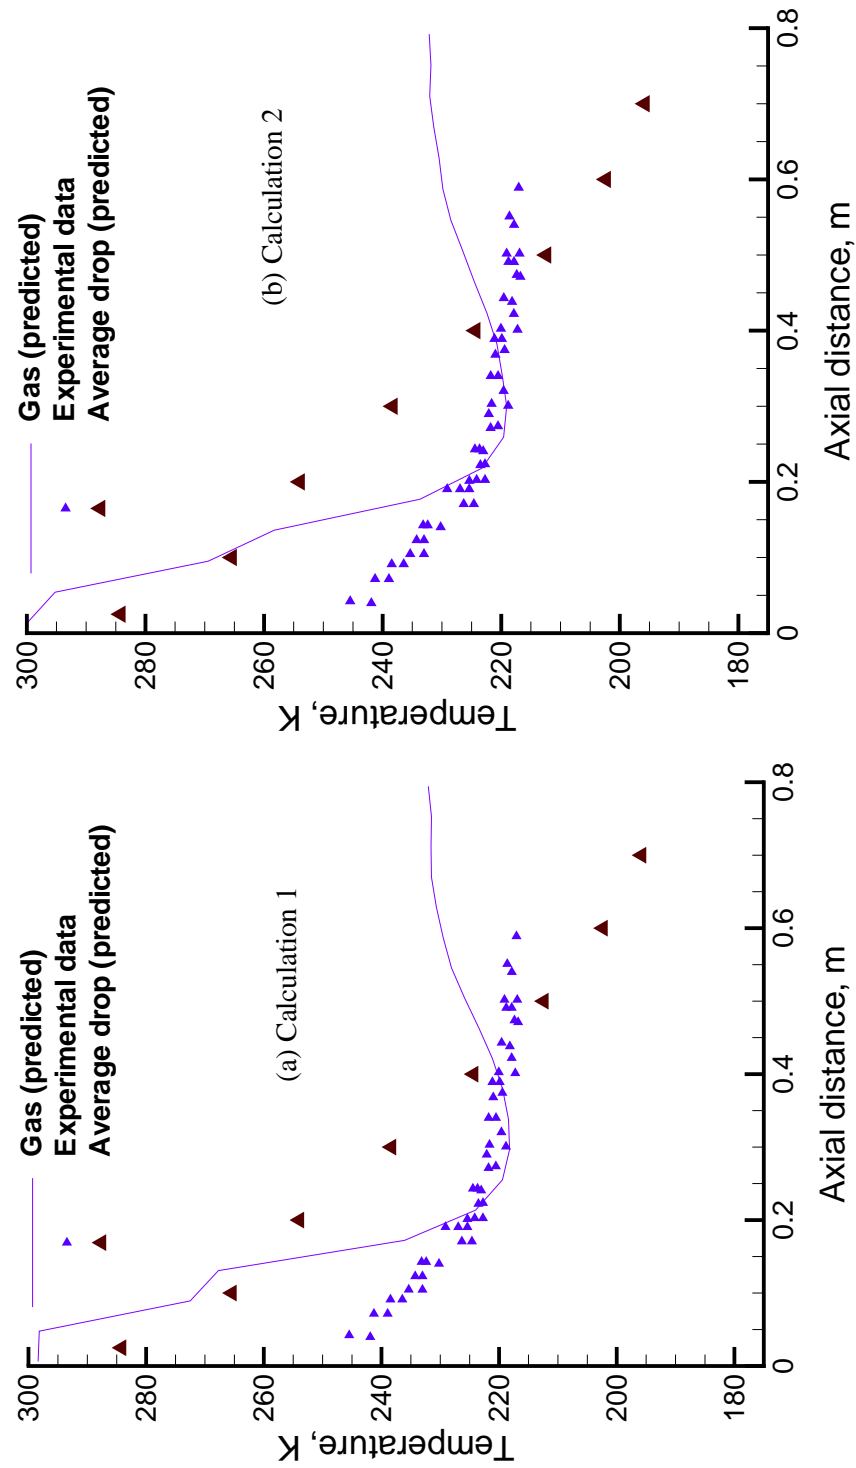 Gas (predicted)
Experimental data
Average drop (predicted)
(a) Calculation 1
300
280
260
240
220
200
180
Temperature, K
0
0.2
0.4
0.6
0.8
Axial distance, m
Gas (predicted)
Experimental data
Average drop (predicted)
(b) Calculation 2
300
280
260
240
220
200
180
Temperature, K
0
0.2
0.4
0.6
0.8
Axial distance, m